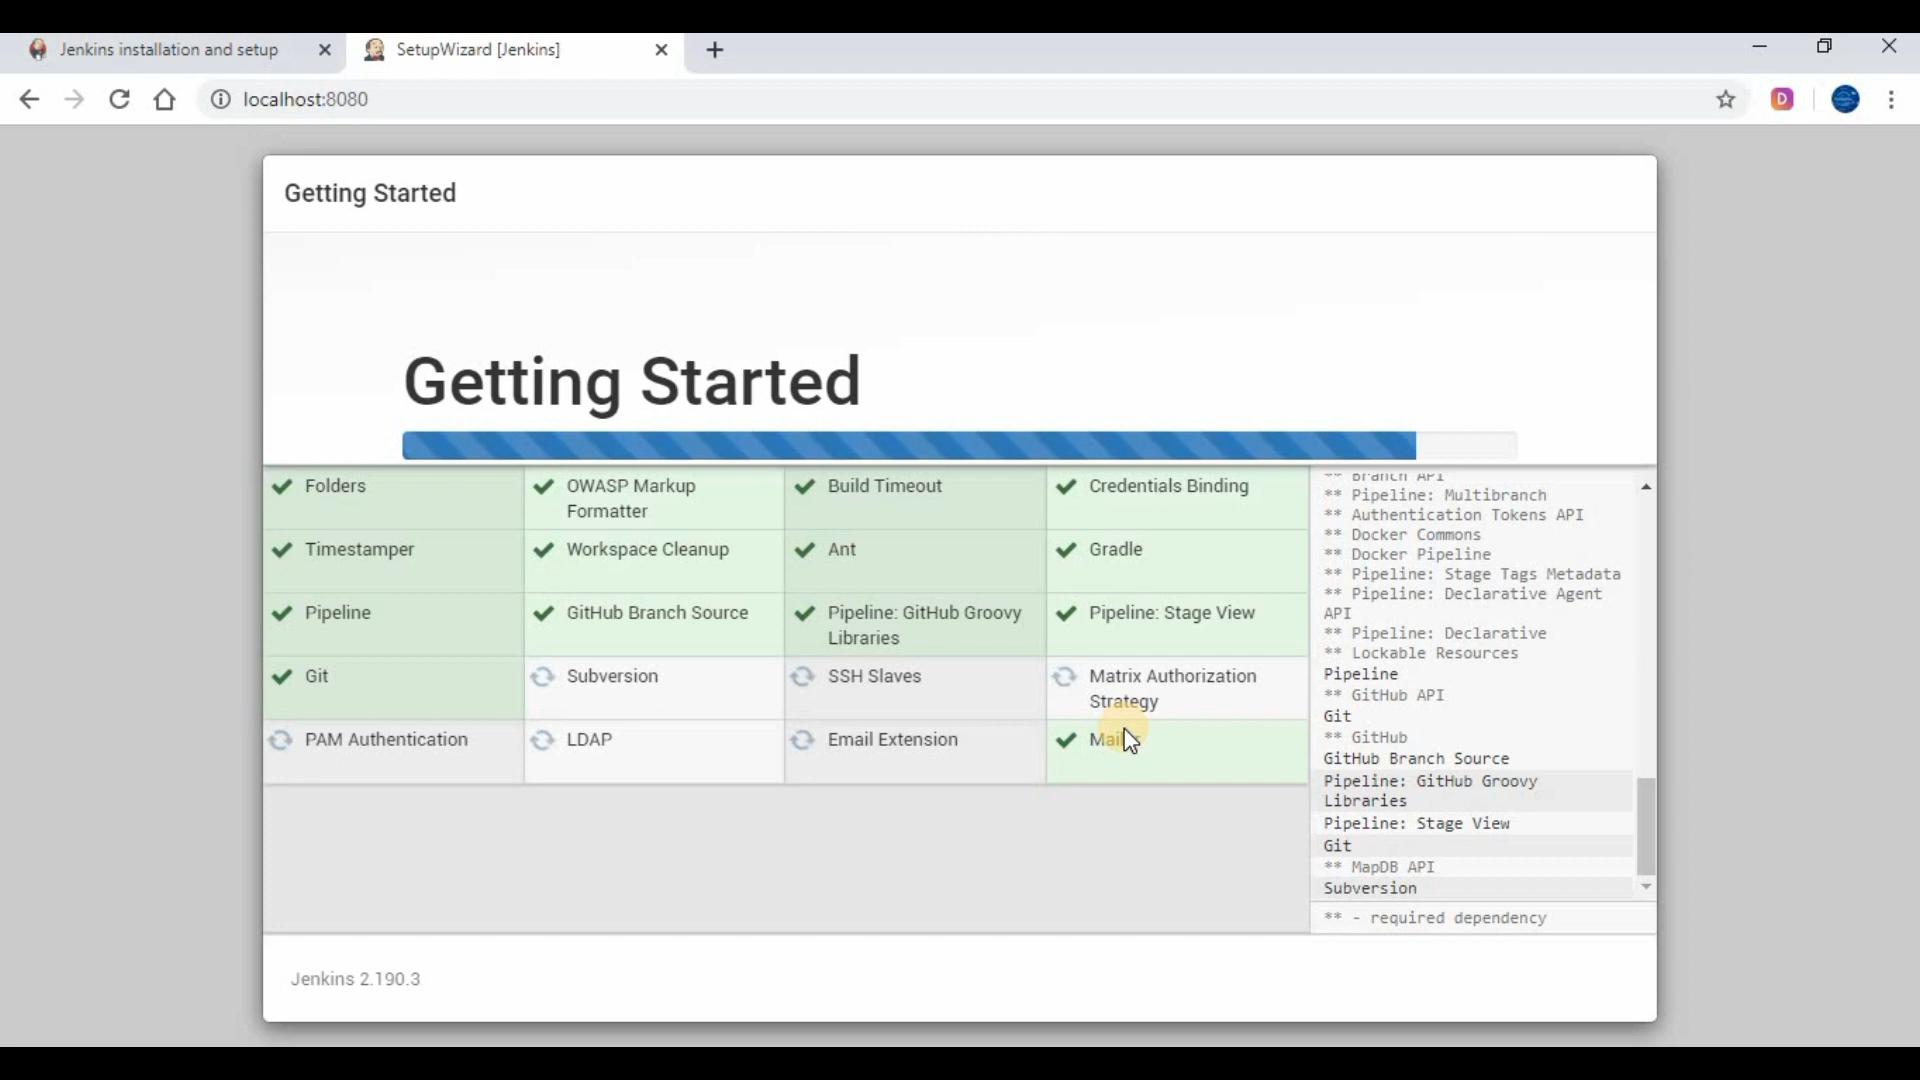 Jenkins installation and setup
SetupWizard [Jenkins]
localhost:8080
D
Getting Started
Getting Started
Folders
OWASP Markup
Formatter
Build Timeout
Credentials Binding
Timestamper
Workspace Cleanup
Ant
Gradle
Pipeline
GitHub Branch Source
Pipeline: GitHub Groovy
Libraries
Pipeline: Stage View
Git
Subversion
SSH Slaves
Matrix Authorization
Strategy
PAM Authentication
LDAP
Email Extension
** Branch API
** Pipeline: Multibranch
** Authentication Tokens API
** Docker Commons
** Docker Pipeline
** Pipeline: Stage Tags Metadata
** Pipeline: Declarative Agent
API
** Pipeline: Declarative
** Lockable Resources
Pipeline
** GitHub API
Git
** GitHub
GitHub Branch Source
Pipeline: GitHub Groovy
Libraries
Pipeline: Stage View
Git
** MapDB API
Subversion
** - required dependency
Jenkins 2.190.3